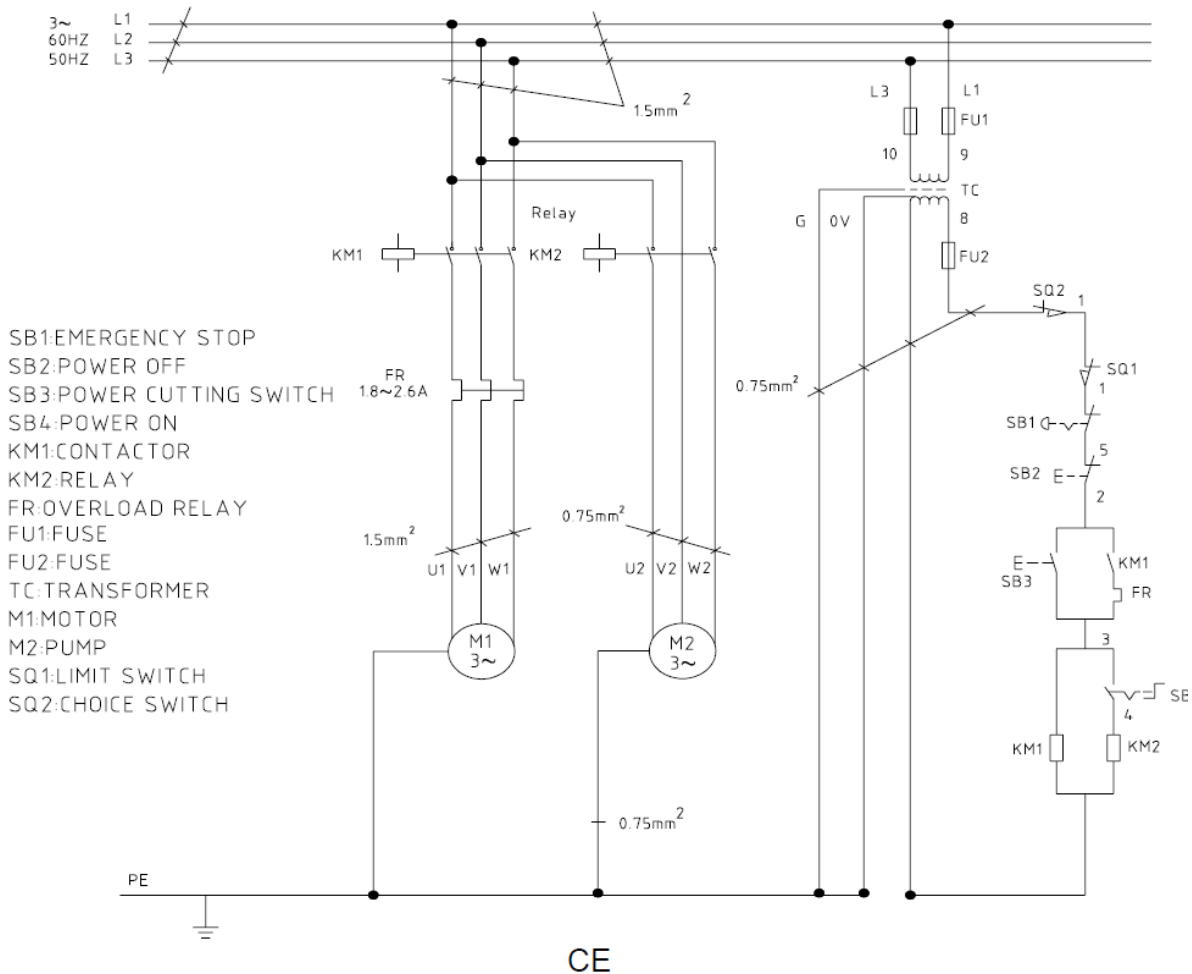 3~ L1
60HZ L2
50HZ L3
1.5mm²
L3 L1
FU1
10 9
TC
G 0V 8
Relay
KM1 KM2
FU2
SQ2 1
SQ1
1
SB1:EMERGENCY STOP
SB2:POWER OFF
SB3:POWER CUTTING SWITCH
SB4:POWER ON
KM1:CONTACTOR
KM2:RELAY
FR:OVERLOAD RELAY
FU1:FUSE
FU2:FUSE
TC:TRANSFORMER
M1:MOTOR
M2:PUMP
SQ1:LIMIT SWITCH
SQ2:CHOICE SWITCH
FR
1.8~2.6A
0.75mm²
SB1
5
SB2
2
1.5mm²
0.75mm²
U1 V1 W1
U2 V2 W2
SB3
KM1
FR
3
M1
3~
M2
3~
SB
4
KM1 KM2
0.75mm²
PE
CE